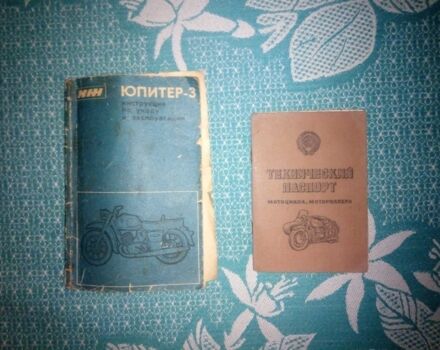 ИЖ
ЮПИТЕР-3
инструкция
по уходу
и эксплуатации
ТЕХНИЧЕСКИЙ
ПАСПОРТ
МОТОЦИКЛА, МОТОРОЛЛЕРА